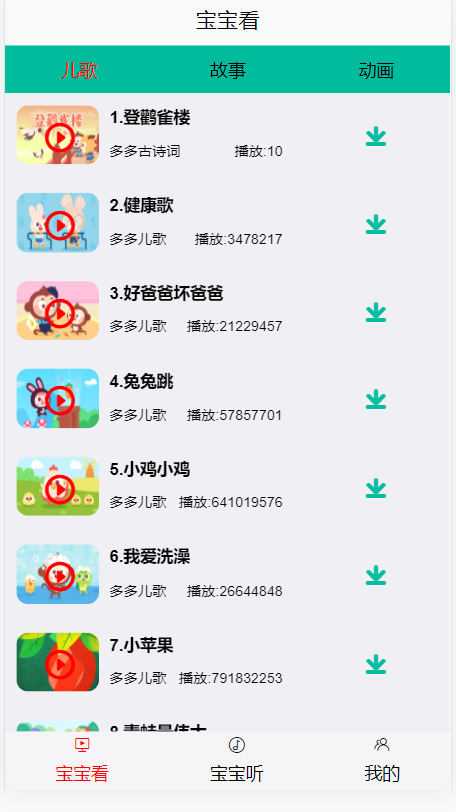 宝宝看
儿歌 故事 动画
登鹳雀楼
1.登鹳雀楼
多多古诗词 播放:10
2.健康歌
多多儿歌 播放:3478217
3.好爸爸坏爸爸
多多儿歌 播放:21229457
4.兔兔跳
多多儿歌 播放:57857701
5.小鸡小鸡
多多儿歌 播放:641019576
6.我爱洗澡
多多儿歌 播放:26644848
7.小苹果
多多儿歌 播放:791832253
8.青蛙最伟大
宝宝看 宝宝听 我的